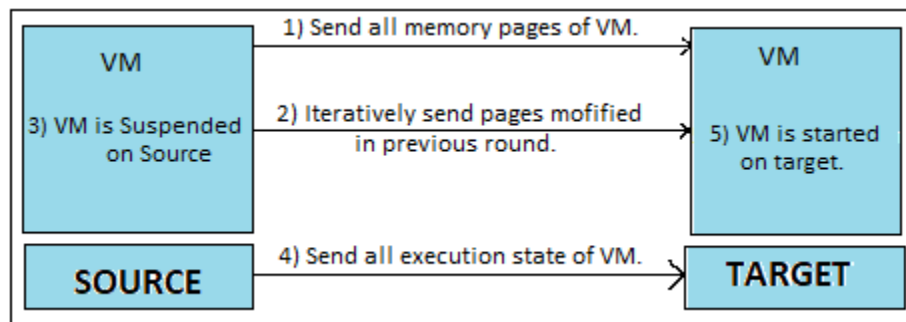 1) Send all memory pages of VM.
VM
VM
3) VM is Suspended
on Source
2) Iteratively send pages mofified
in previous round.
5) VM is started
on target.
4) Send all execution state of VM.
SOURCE
TARGET